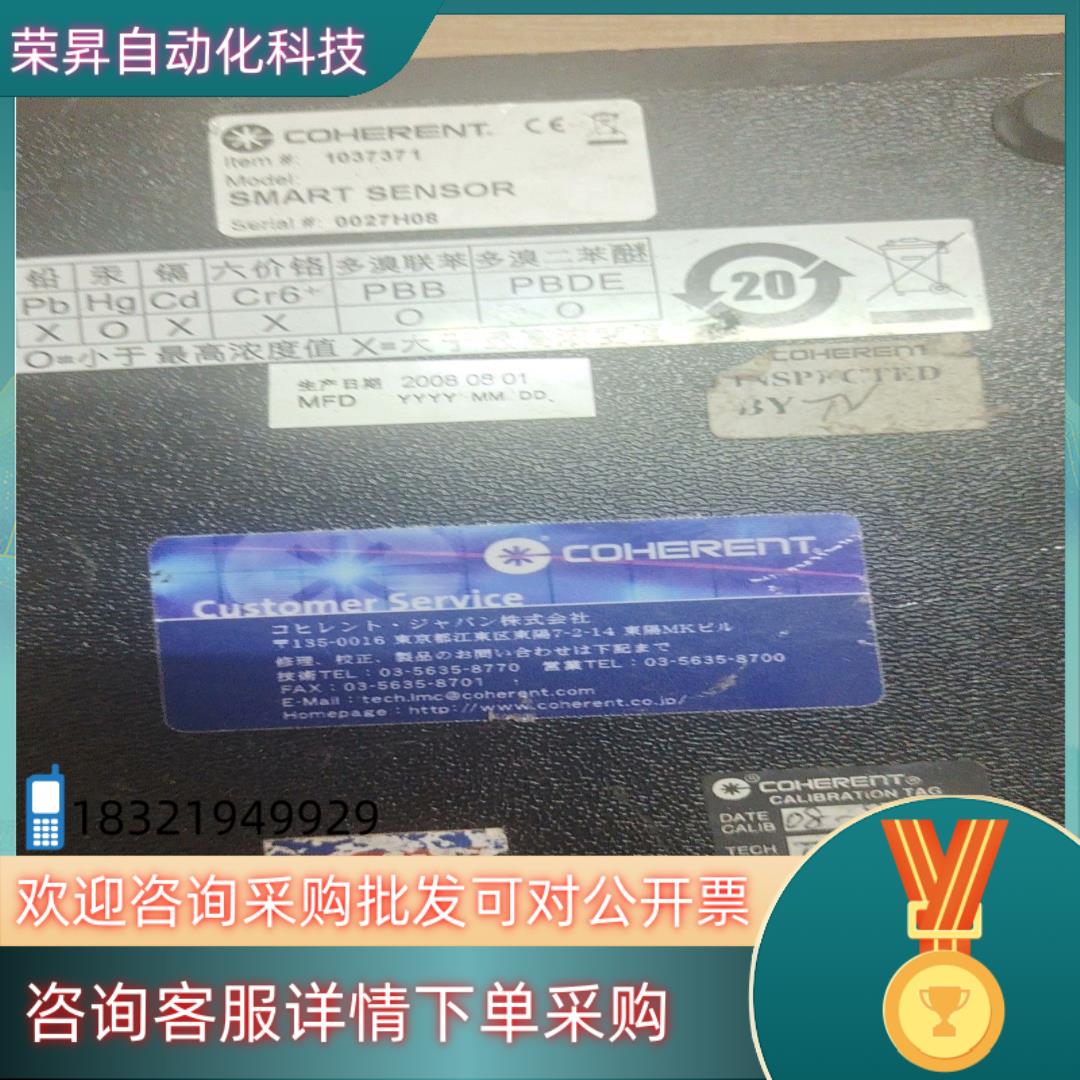 荣昇自动化科技
COHERENT. CE
Item #: 1037371
Model:
SMART SENSOR
Serial #: 0027H08
铅 汞 镉 六价铬 多溴联苯 多溴二苯醚
Pb Hg Cd Cr6+ PBB PBDE
X O X X O O
O=小于最高浓度值 X=大于
20
生产日期 2008 08 01
MFD YYYY MM DD
COHERENT
INSPECTED
BY
COHERENT
Customer Service
コヒレント・ジャパン株式会社
〒135-0016 東京都江東区東陽7-2-14 東陽MKビル
修理、校正、製品のお問い合わせは下記まで
技術TEL：03-5635-8770 営業TEL：03-5635-8700
FAX：03-5635-8701
E-Mail：tech.lmc@coherent.com
Homepage：http://www.coherent.co.jp/
18321949929
COHERENT®
CALIBRATION TAG
DATE
CALIB 08
TECH
欢迎咨询采购批发可对公开票
咨询客服详情下单采购